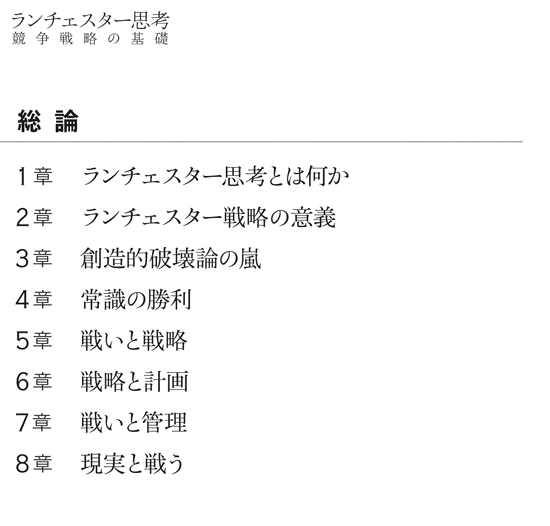 ランチェスター思考
競争戦略の基礎
総論
1章 ランチェスター思考とは何か
2章 ランチェスター戦略の意義
3章 創造的破壊論の嵐
4章 常識の勝利
5章 戦いと戦略
6章 戦略と計画
7章 戦いと管理
8章 現実と戦う